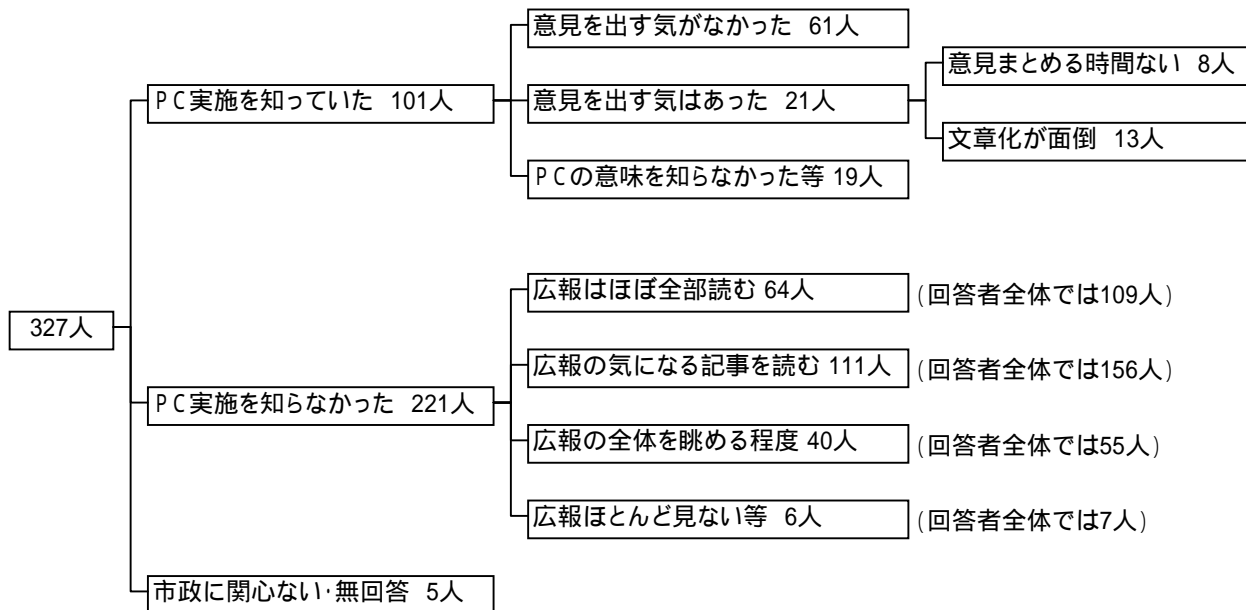 意見を出す気がなかった 61人
意見まとめる時間ない 8人
PC実施を知っていた 101人
意見を出す気はあった 21人
文章化が面倒 13人
PCの意味を知らなかった等 19人
広報はほぼ全部読む 64人 (回答者全体では109人)
327人
広報の気になる記事を読む 111人 (回答者全体では156人)
PC実施を知らなかった 221人
広報の全体を眺める程度 40人 (回答者全体では55人)
広報ほとんど見ない等 6人 (回答者全体では7人)
市政に関心ない・無回答 5人